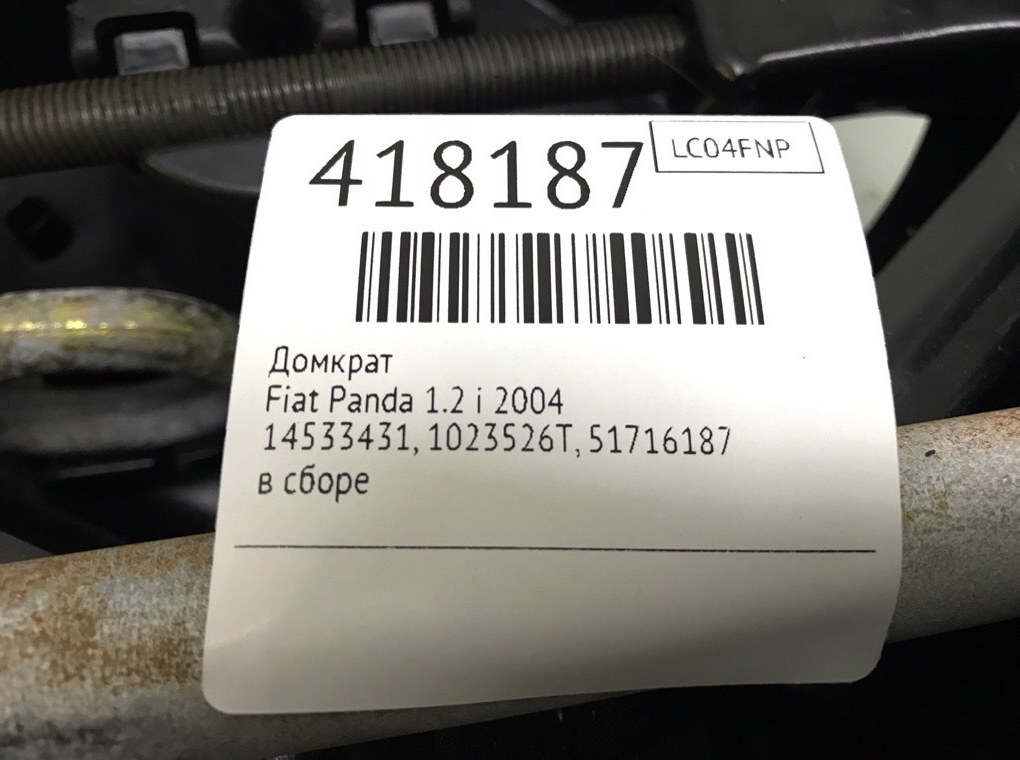 418187
LC04FNP
Домкрат
Fiat Panda 1.2 i 2004
14533431, 1023526T, 51716187
в сборе